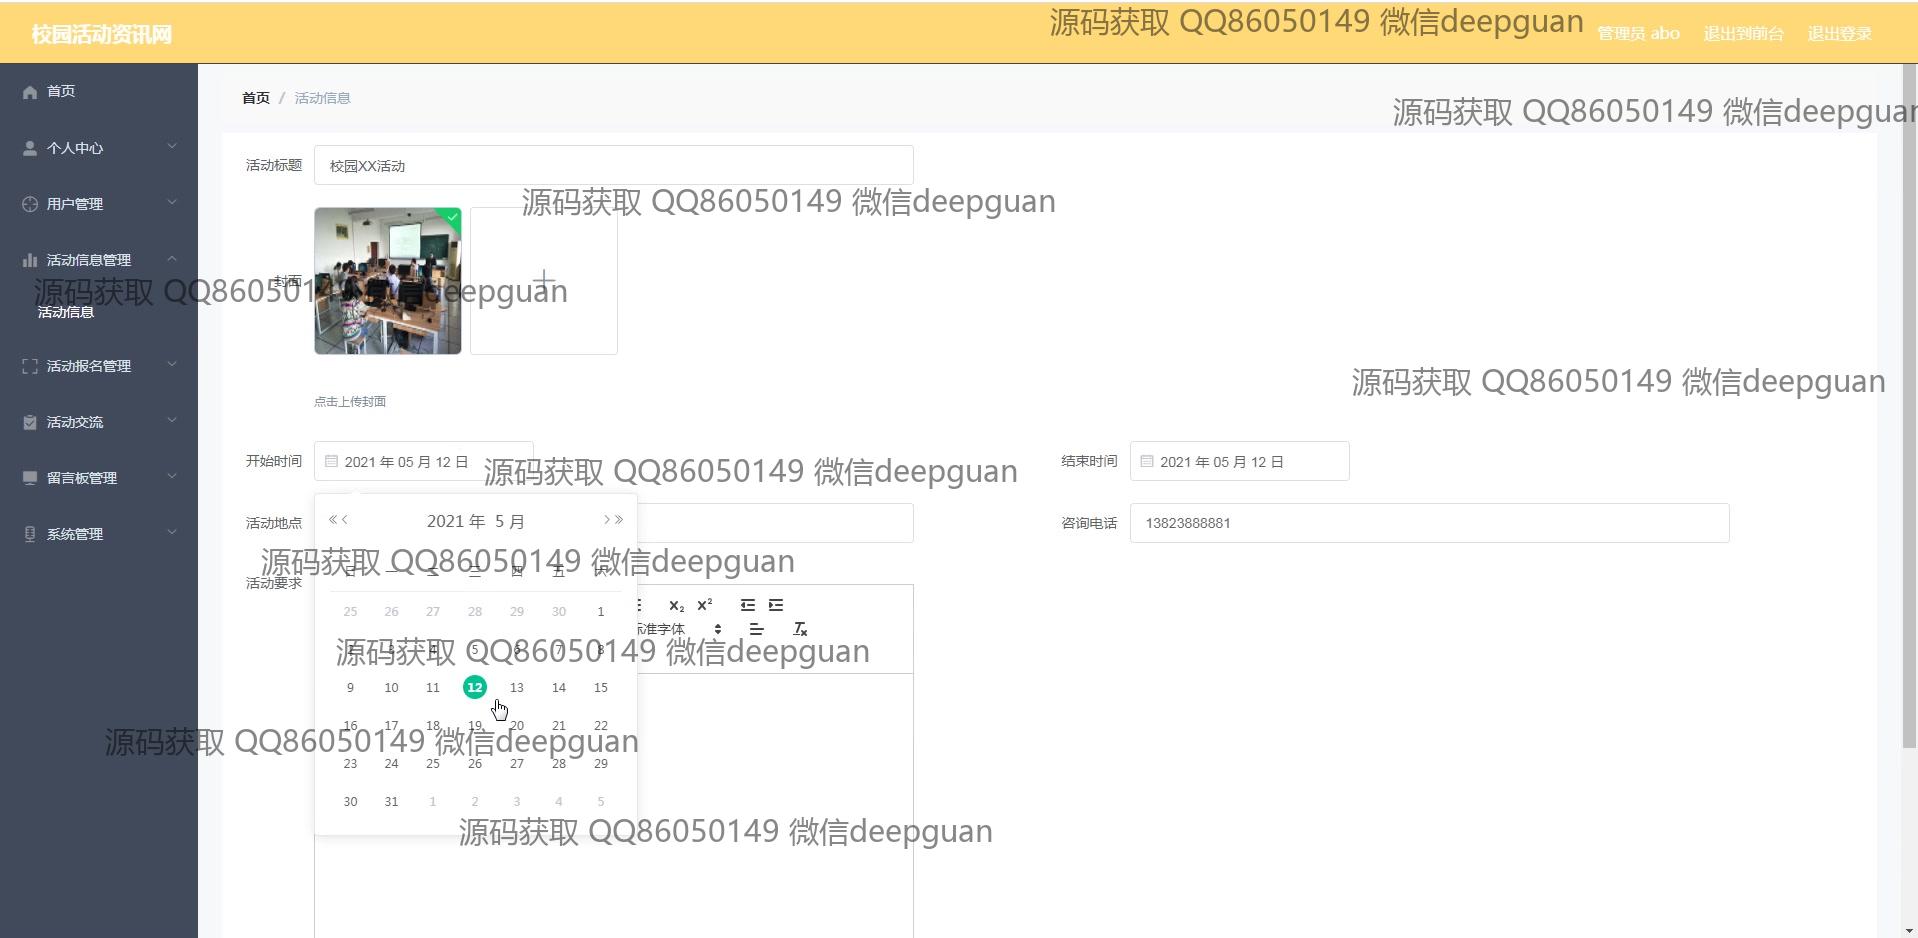 校园活动资讯网
源码获取 QQ86050149 微信deepguan
管理员 abo
退出到前台
退出登录
首页
个人中心
用户管理
活动信息管理
活动信息
活动报名管理
活动交流
留言板管理
系统管理
首页 / 活动信息
源码获取 QQ86050149 微信deepguan
活动标题
校园XX活动
源码获取 QQ86050149 微信deepguan
封面
源码获取 QQ8605014 deepguan
点击上传封面
源码获取 QQ86050149 微信deepguan
开始时间
2021 年 05 月 12 日
源码获取 QQ86050149 微信deepguan
结束时间
2021 年 05 月 12 日
活动地点
咨询电话
13823888881
2021 年 5 月
源码获取 QQ86050149 微信deepguan
活动要求
日 一 二 三 四 五 六
25 26 27 28 29 30 1
2 3 4 5 6 7 8
9 10 11 12 13 14 15
16 17 18 19 20 21 22
23 24 25 26 27 28 29
30 31 1 2 3 4 5
x₂ x²
标准字体
源码获取 QQ86050149 微信deepguan
源码获取 QQ86050149 微信deepguan
源码获取 QQ86050149 微信deepguan